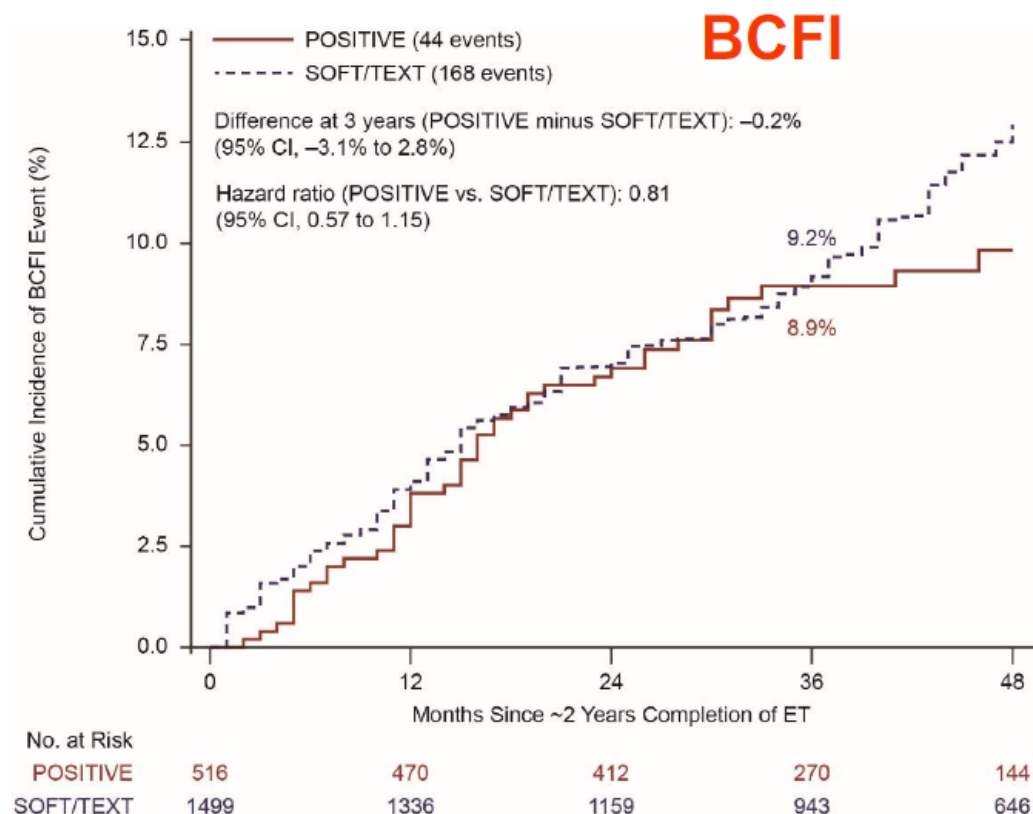 BCFI
15.0
POSITIVE (44 events)
SOFT/TEXT (168 events)
Difference at 3 years (POSITIVE minus SOFT/TEXT): –0.2%
(95% CI, –3.1% to 2.8%)
Hazard ratio (POSITIVE vs. SOFT/TEXT): 0.81
(95% CI, 0.57 to 1.15)
12.5
10.0
7.5
5.0
2.5
0.0
Cumulative Incidence of BCFI Event (%)
9.2%
8.9%
0 12 24 36 48
Months Since ~2 Years Completion of ET
No. at Risk
POSITIVE 516 470 412 270 144
SOFT/TEXT 1499 1336 1159 943 646